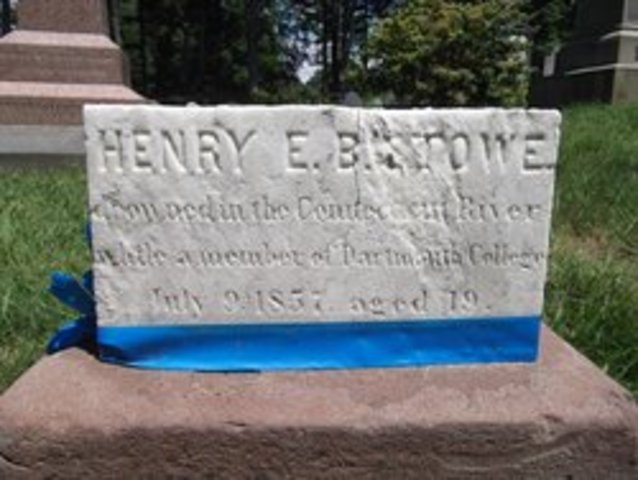 HENRY E. B. STOWE.
drowned in the Connecticut River
while a member of Dartmouth College
July 9 1857 aged 19.